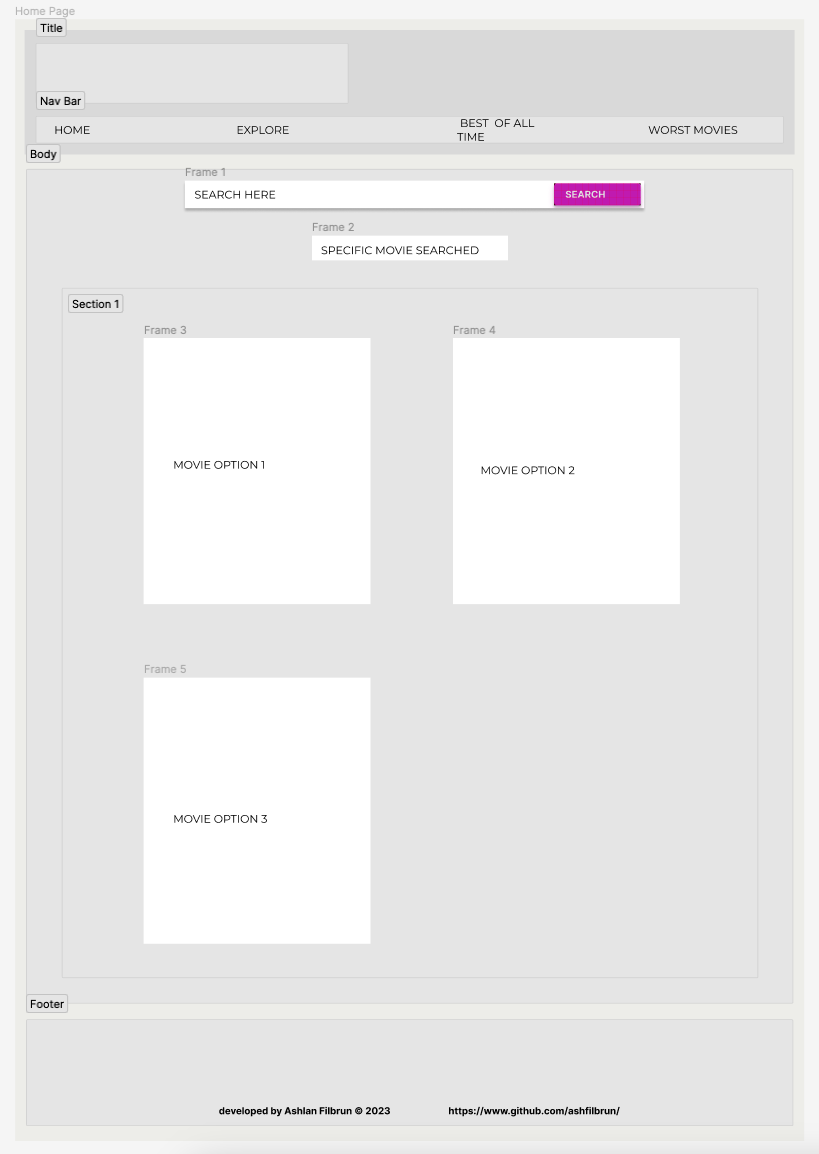 Home Page
Title
Nav Bar
HOME
EXPLORE
BEST OF ALL
TIME
WORST MOVIES
Body
Frame 1
SEARCH HERE
SEARCH
Frame 2
SPECIFIC MOVIE SEARCHED
Section 1
Frame 3
Frame 4
MOVIE OPTION 1
MOVIE OPTION 2
Frame 5
MOVIE OPTION 3
Footer
developed by Ashlan Filbrun © 2023
https://www.github.com/ashfilbrun/